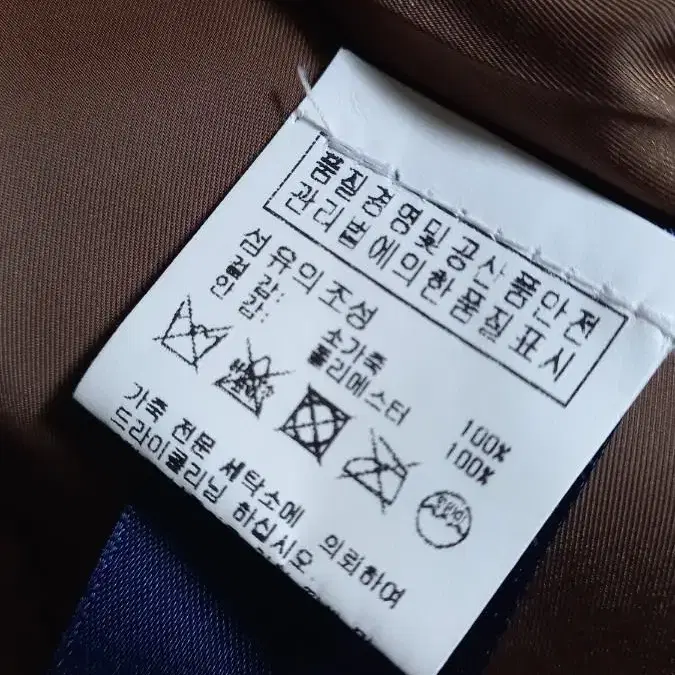 품질경영및공산품안전
관리법에의한품질표시
섬유의조성
겉감: 소가죽 100%
안감: 폴리에스터 100%
가죽 전문 세탁소에 의뢰하여
드라이클리닝 하십시오.